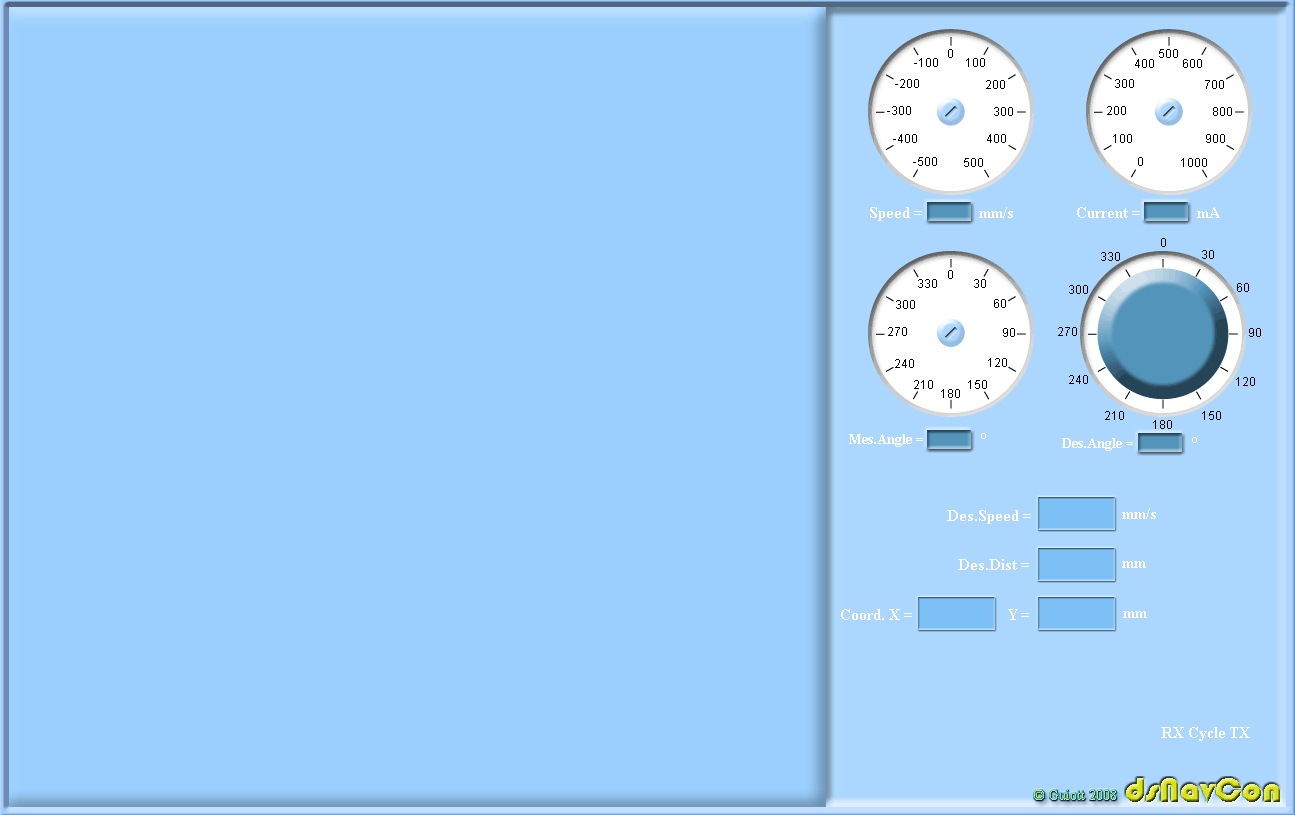 0
-100 100
-200 200
-300 300
-400 400
-500 500
Speed = mm/s
500
400 600
300 700
200 800
100 900
0 1000
Current = mA
0
330 30
300 60
270 90
240 120
210 150
180
Mes.Angle = °
0
330 30
300 60
270 90
240 120
210 150
180
Des.Angle = °
Des.Speed = mm/s
Des.Dist = mm
Coord. X = Y = mm
RX Cycle TX
© Guiott 2008 dsNavCon